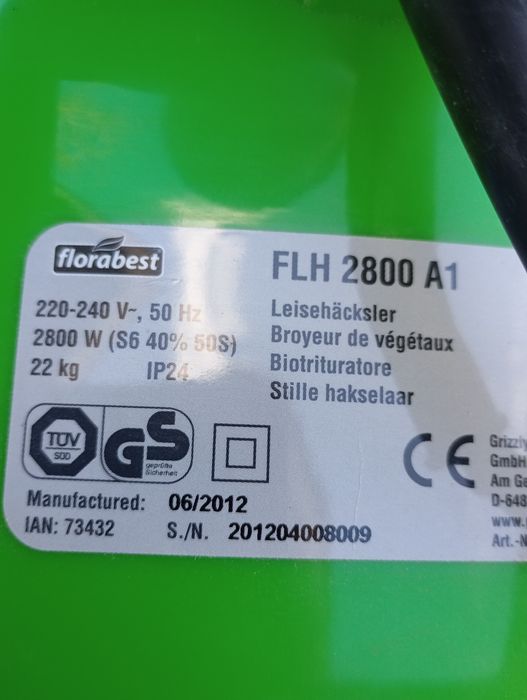 florabest
FLH 2800 A1
220-240 V~, 50 Hz
2800 W (S6 40% 50S)
22 kg IP24
Leisehäcksler
Broyeur de végétaux
Biotrituratore
Stille hakselaar
TÜV
SÜD
GS
geprüfte
Sicherheit
CE
Grizzly
GmbH
Am Ge
D-648
www.
Art.-N
Manufactured: 06/2012
IAN: 73432 S./N. 201204008009